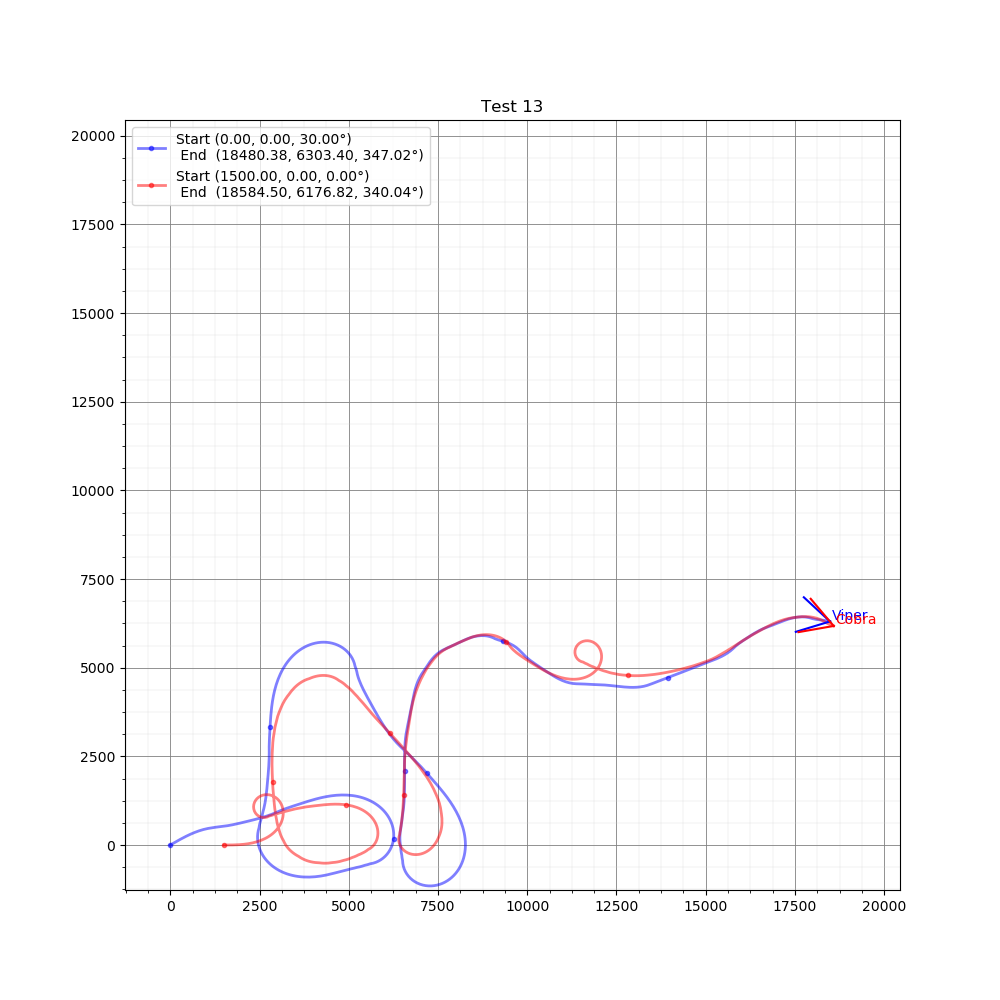 Test 13
Start (0.00, 0.00, 30.00°)
End (18480.38, 6303.40, 347.02°)
Start (1500.00, 0.00, 0.00°)
End (18584.50, 6176.82, 340.04°)
20000
17500
15000
12500
10000
7500
5000
2500
0
Viper
Cobra
0 2500 5000 7500 10000 12500 15000 17500 20000